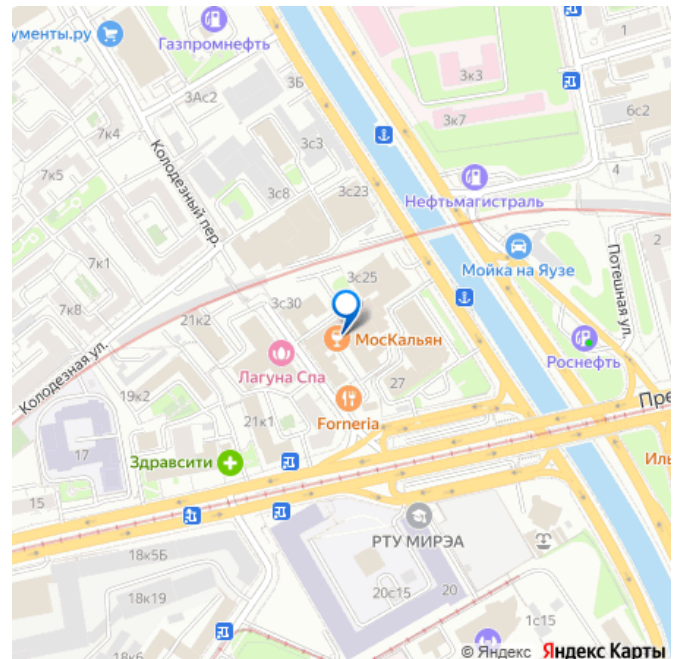 ументы.ру
Газпромнефть
1
3к3
3Ас2
3Б
6с2
7к4
3к7
3с3
4
7к5
Колодезный пер.
3с8
3с23
Нефтьмагистраль
2
7к1
Мойка на Яузе
Потешная ул.
3с25
7к8
3с30
21к2
МосКальян
Роснефть
Лагуна Спа
Колодезная ул.
27
19к2
Forneria
Пре
21к1
17
Здравсити
Иль
15
РТУ МИРЭА
18к5Б
20с15
20
18к19
1с15
18к6
© Яндекс Яндекс Карты